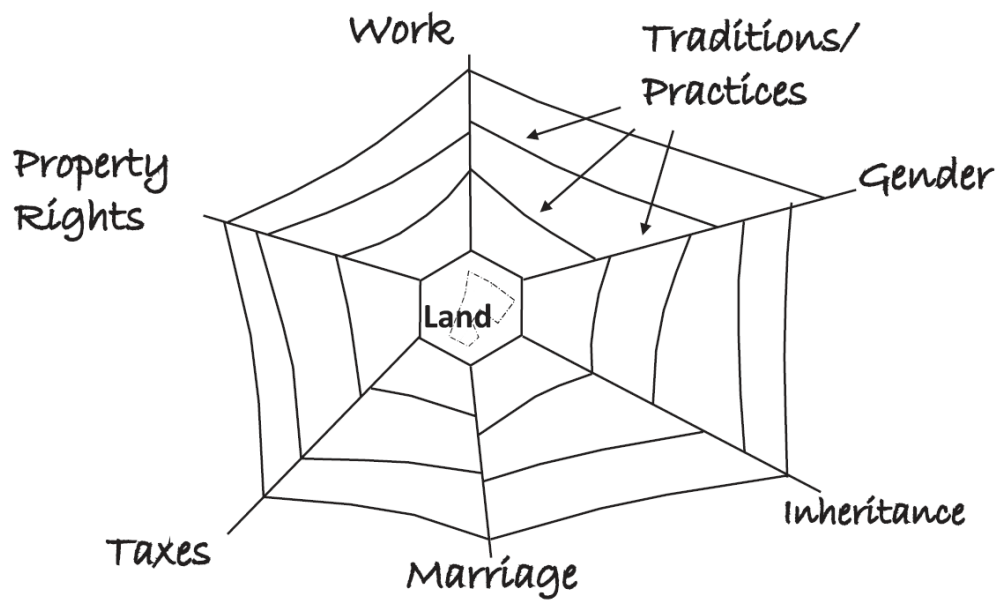 Work
Traditions/
Practices
Property
Rights
Gender
Land
Inheritance
Taxes
Marriage